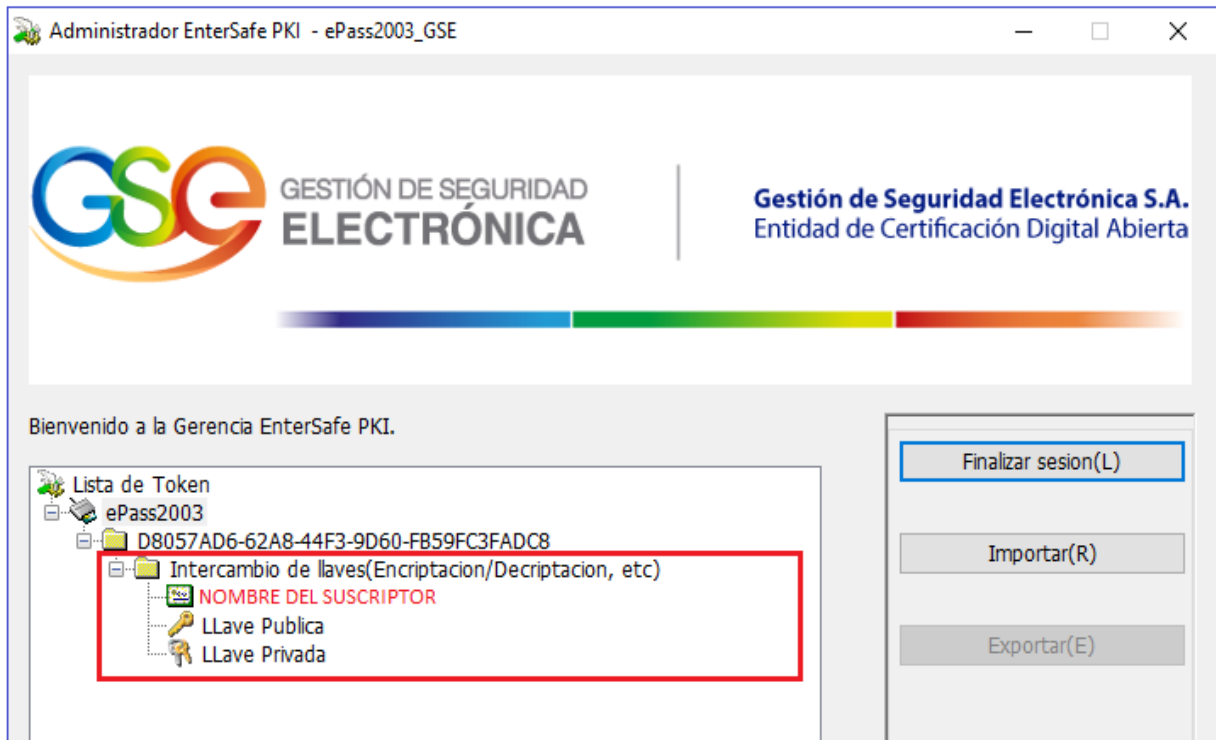 Administrador EnterSafe PKI - ePass2003_GSE
gse
GESTIÓN DE SEGURIDAD
ELECTRÓNICA
Gestión de Seguridad Electrónica S.A.
Entidad de Certificación Digital Abierta
Bienvenido a la Gerencia EnterSafe PKI.
Lista de Token
ePass2003
D8057AD6-62A8-44F3-9D60-FB59FC3FADC8
Intercambio de llaves(Encriptacion/Decriptacion, etc)
NOMBRE DEL SUSCRIPTOR
LLave Publica
LLave Privada
Finalizar sesion(L)
Importar(R)
Exportar(E)